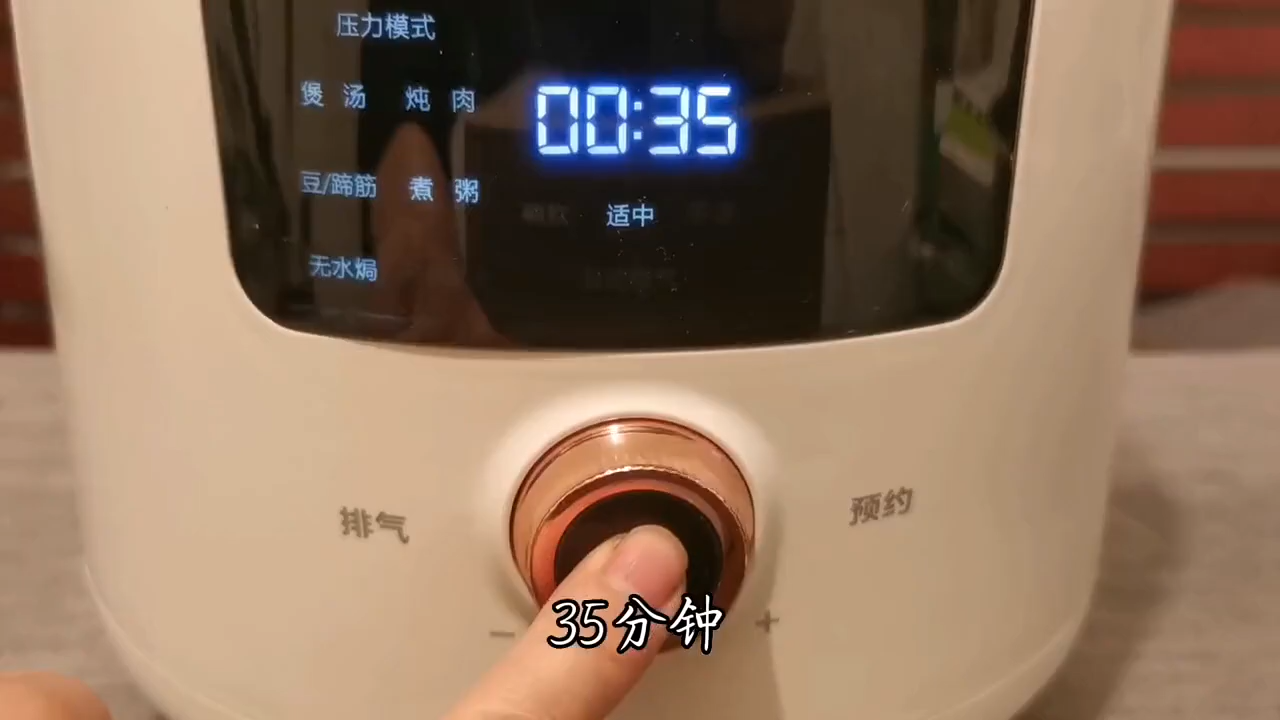 压力模式
煲汤 炖肉
00:35
豆/蹄筋 煮粥
适中
无水焗
排气
预约
- +
35分钟